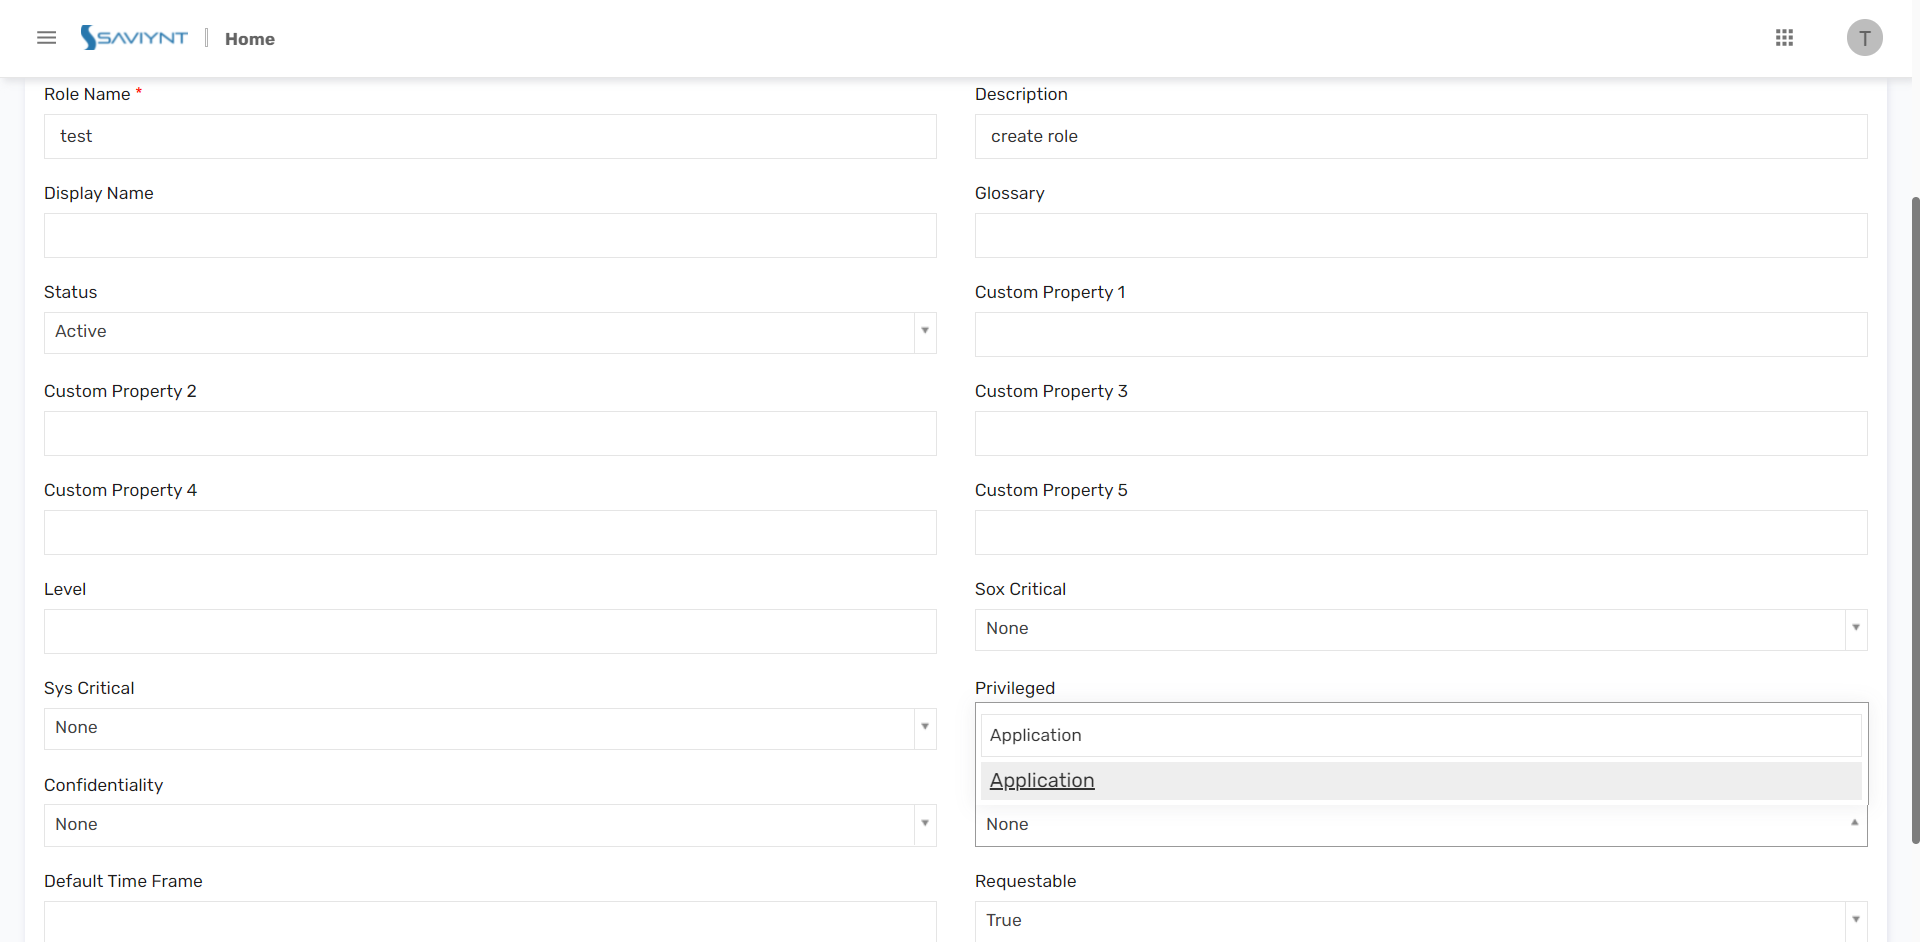 SAVIYNT
Home
T
Role Name *
Description
test
create role
Display Name
Glossary
Status
Custom Property 1
Active
Custom Property 2
Custom Property 3
Custom Property 4
Custom Property 5
Level
Sox Critical
None
Sys Critical
Privileged
None
Application
Application
Confidentiality
None
None
Default Time Frame
Requestable
True